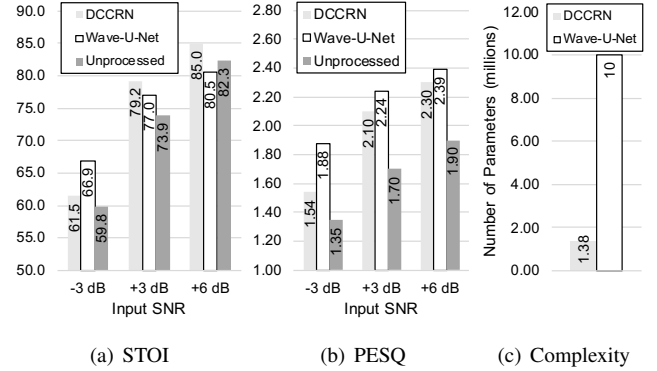 90.0
85.0
80.0
75.0
70.0
65.0
60.0
55.0
50.0
DCCRN
Wave-U-Net
Unprocessed
61.5
66.9
59.8
79.2
77.0
73.9
85.0
80.5
82.3
-3 dB +3 dB +6 dB
Input SNR
(a) STOI
2.80
2.60
2.40
2.20
2.00
1.80
1.60
1.40
1.20
1.00
DCCRN
Wave-U-Net
Unprocessed
1.54
1.88
1.35
2.10
2.24
1.70
2.30
2.39
1.90
-3 dB +3 dB +6 dB
Input SNR
(b) PESQ
Number of Parameters (millions)
12.00
10.00
8.00
6.00
4.00
2.00
0.00
DCCRN
Wave-U-Net
1.38
10
(c) Complexity